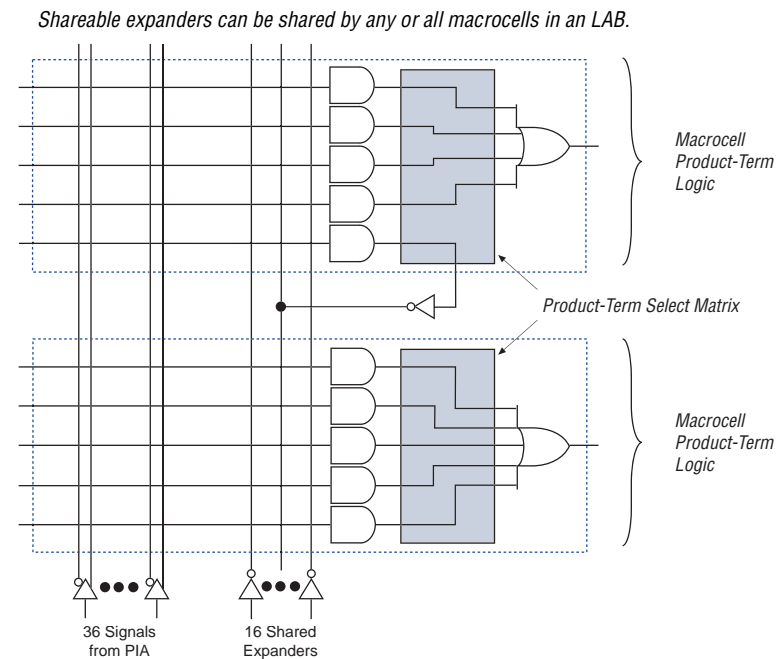 Shareable expanders can be shared by any or all macrocells in an LAB.
Macrocell
Product-Term
Logic
Product-Term Select Matrix
Macrocell
Product-Term
Logic
36 Signals
from PIA
16 Shared
Expanders